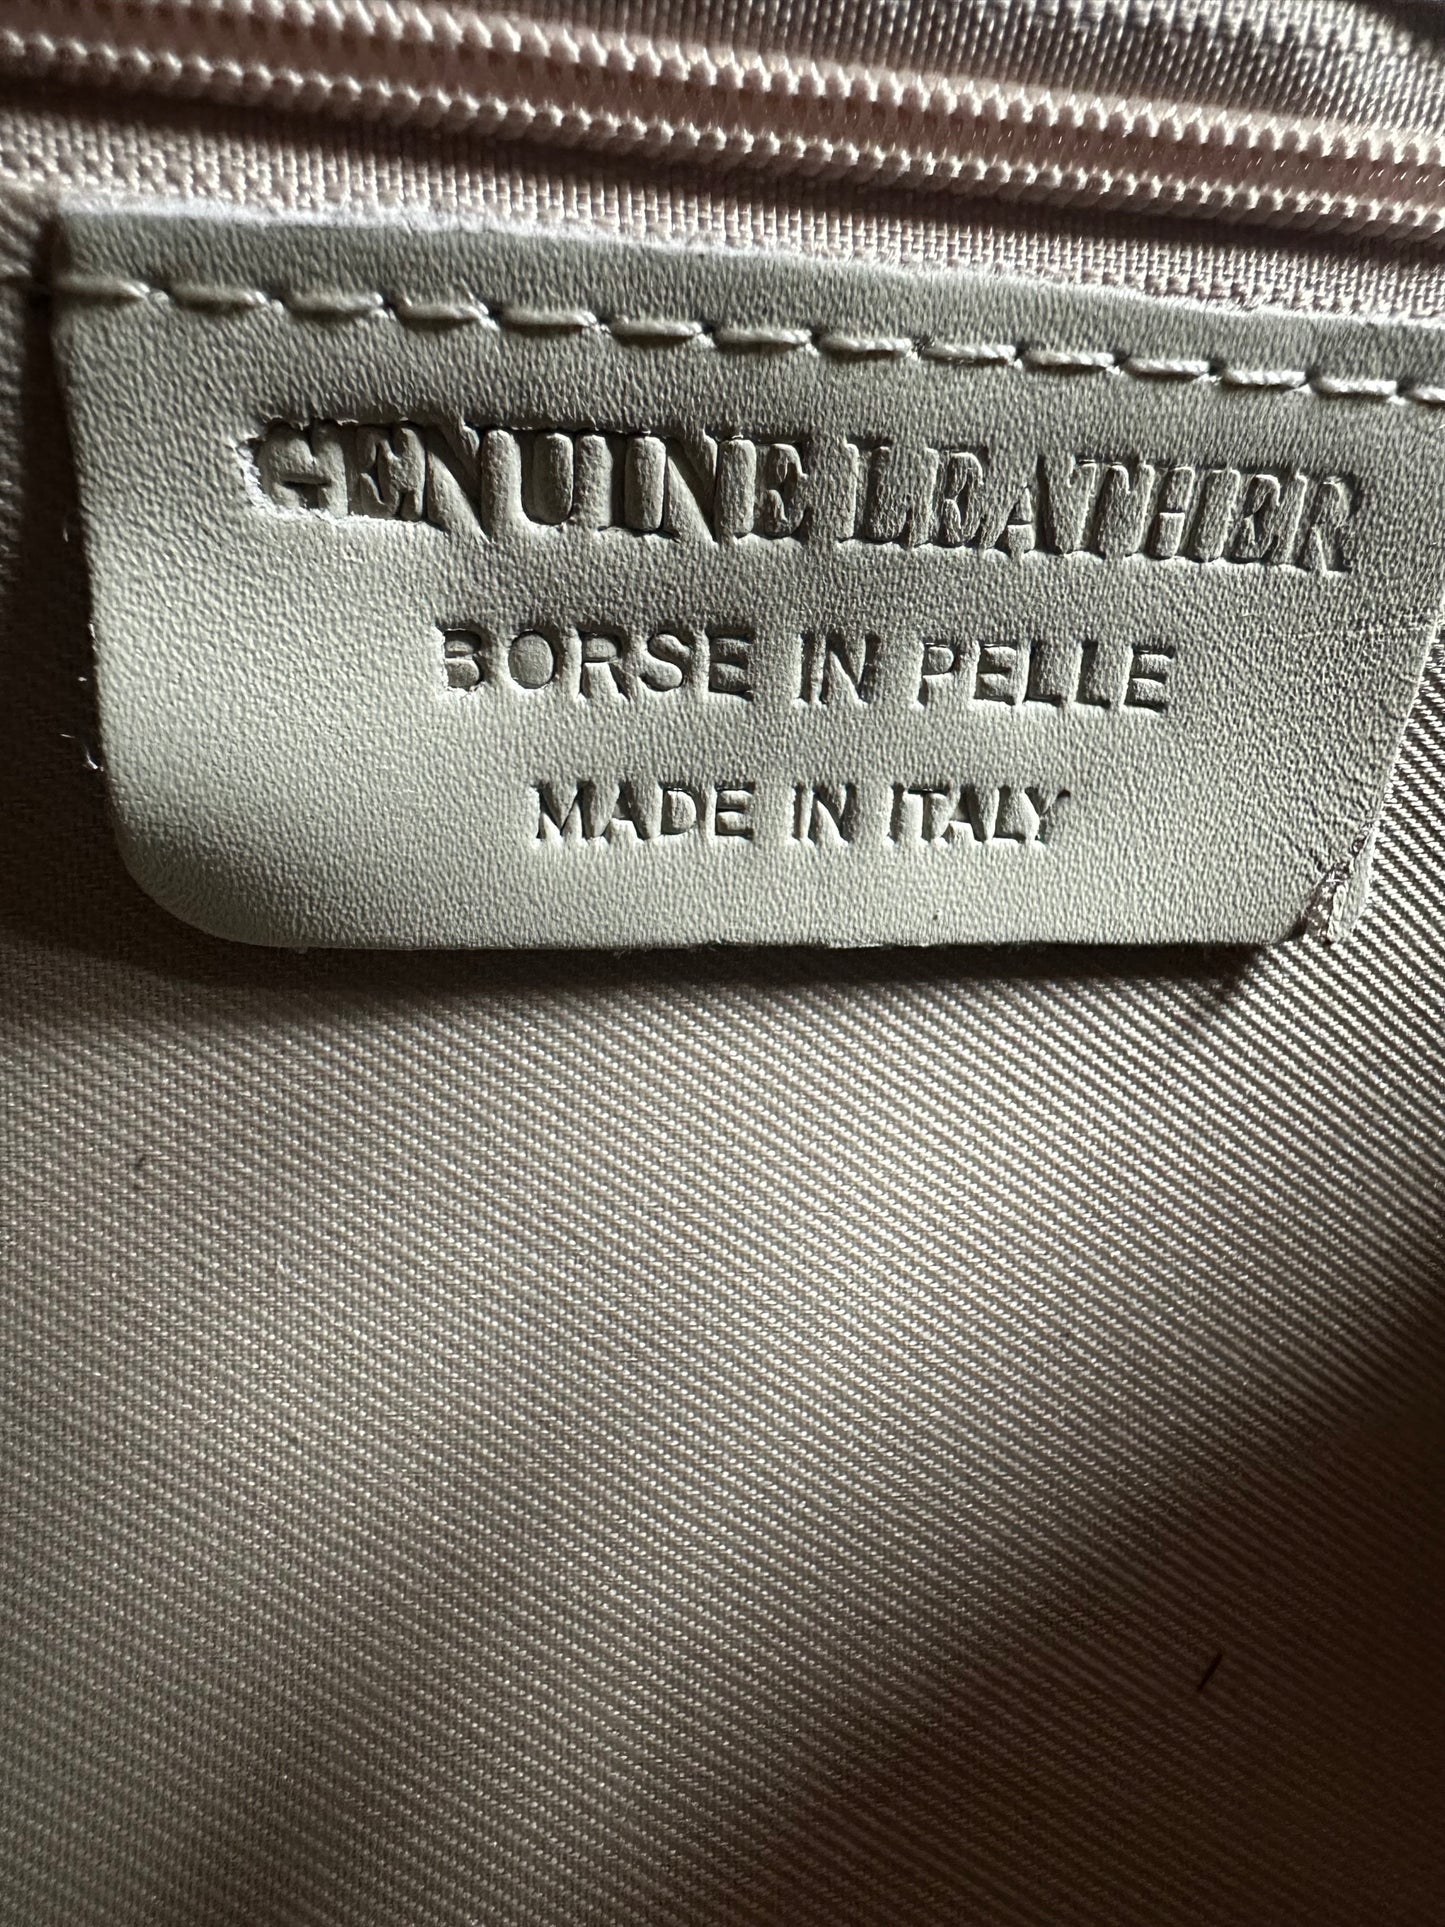 GENUINE LEATHER
BORSE IN PELLE
MADE IN ITALY